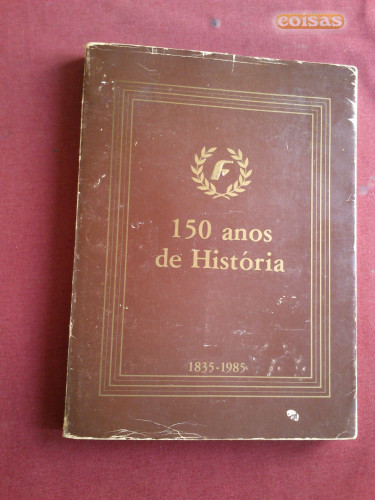 coisas
F
150 anos
de História
1835-1985